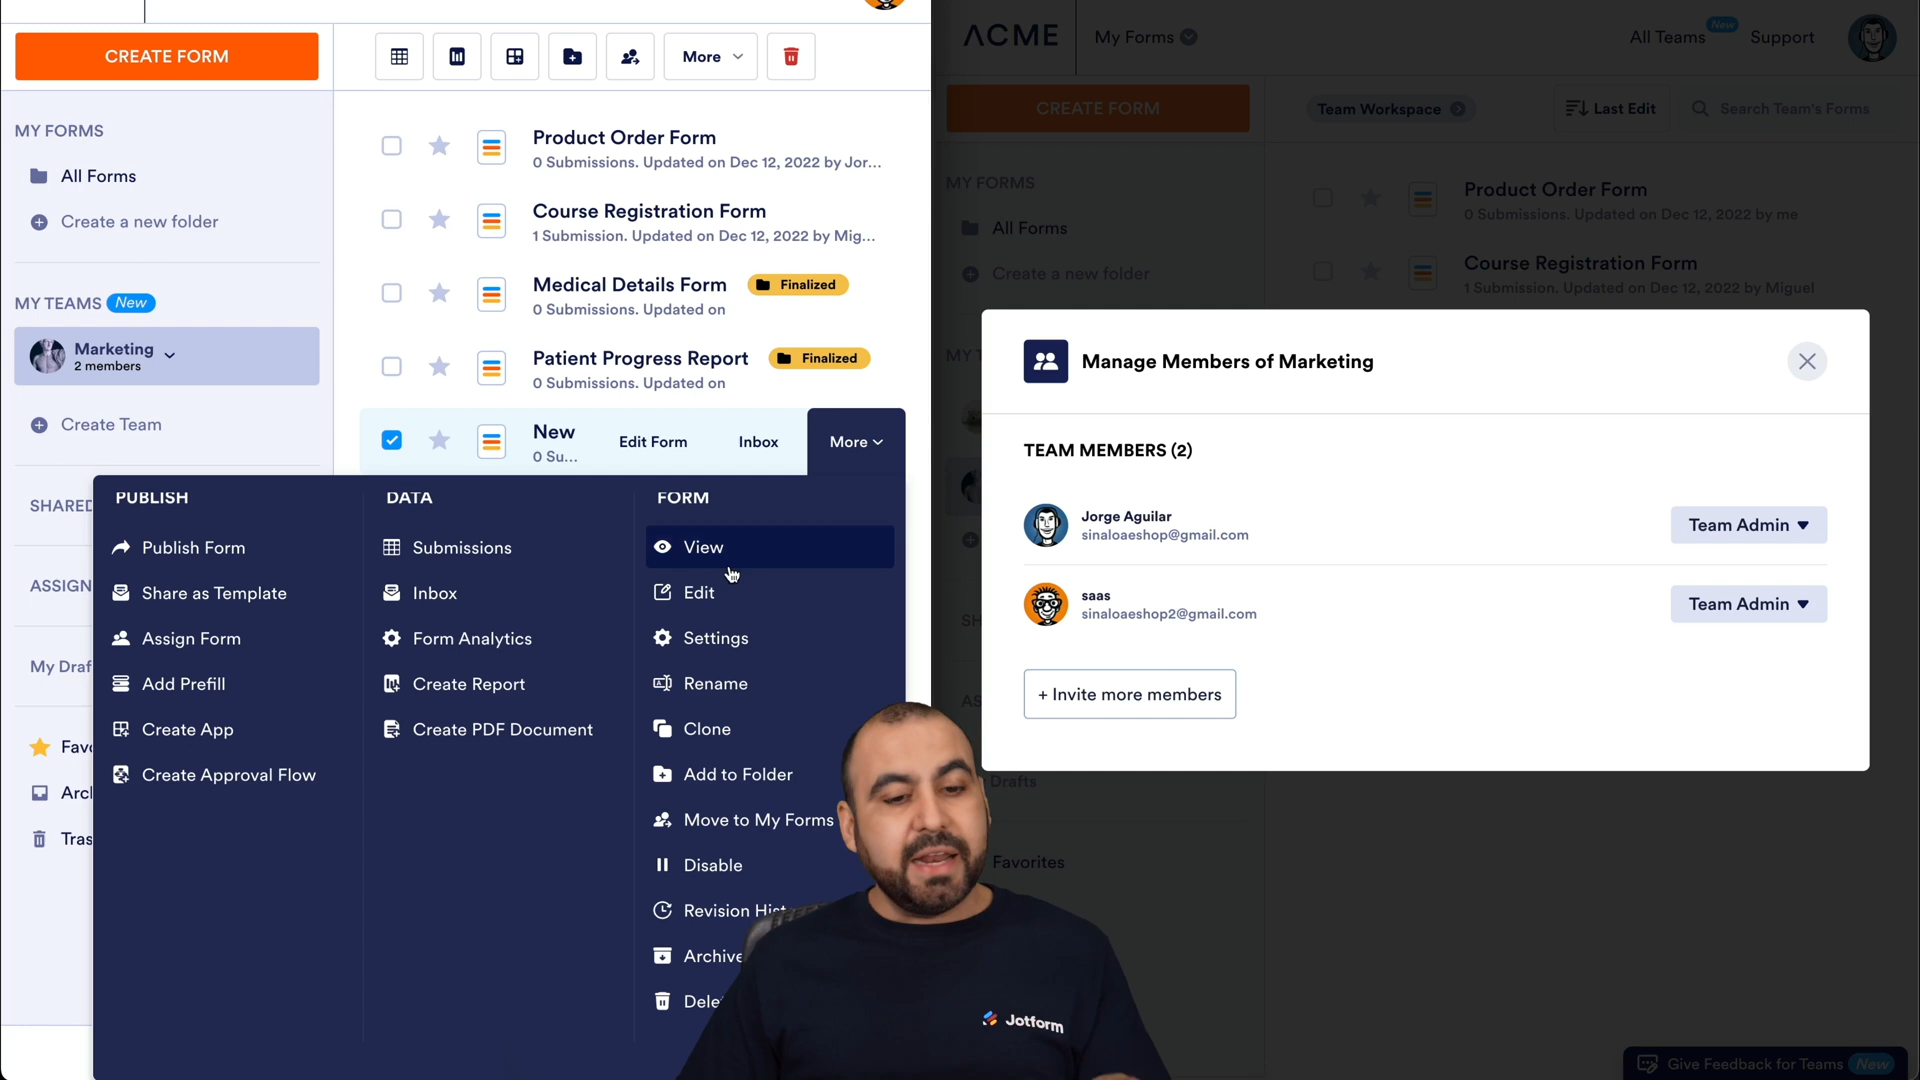 CREATE FORM
More
MY FORMS
All Forms
Create a new folder
MY TEAMS New
Marketing
2 members
Create Team
SHARED
ASSIGN
My Draf
Favo
Arc
Tras
Product Order Form
0 Submissions. Updated on Dec 12, 2022 by Jor...
Course Registration Form
1 Submission. Updated on Dec 12, 2022 by Mig...
Medical Details Form Finalized
0 Submissions. Updated on
Patient Progress Report Finalized
0 Submissions. Updated on
New Edit Form Inbox More
0 Su...
PUBLISH
Publish Form
Share as Template
Assign Form
Add Prefill
Create App
Create Approval Flow
DATA
Submissions
Inbox
Form Analytics
Create Report
Create PDF Document
FORM
View
Edit
Settings
Rename
Clone
Add to Folder
Move to My Forms
Disable
Revision Hist
Archive
Dele
Jotform
ACME My Forms All Teams New Support
CREATE FORM Team Workspace Last Edit Search Team's Forms
MY FORMS
All Forms
Create a new folder
Product Order Form
0 Submissions. Updated on Dec 12, 2022 by me
Course Registration Form
1 Submission. Updated on Dec 12, 2022 by Miguel
MY T
SH
AS
Drafts
Favorites
Manage Members of Marketing
TEAM MEMBERS (2)
Jorge Aguilar
sinaloaeshop@gmail.com
Team Admin
saas
sinaloaeshop2@gmail.com
Team Admin
+ Invite more members
Give Feedback for Teams New